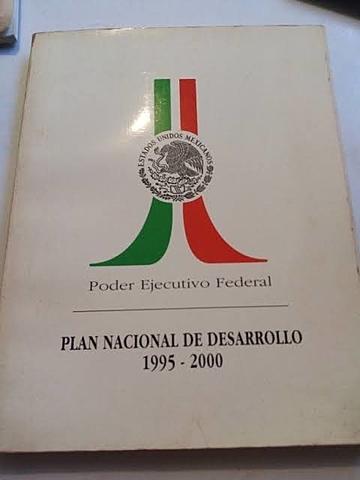 ESTADOS UNIDOS MEXICANOS
Poder Ejecutivo Federal
PLAN NACIONAL DE DESARROLLO
1995 - 2000